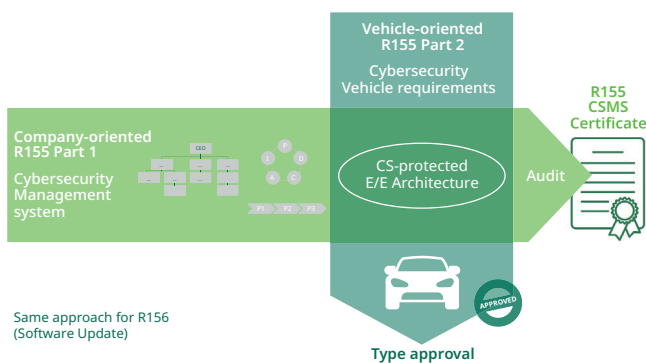 Vehicle-oriented
R155 Part 2
Cybersecurity
Vehicle requirements
R155
CSMS
Certificate
Company-oriented
R155 Part 1
Cybersecurity
Management
system
CEO
...
... ... ...
... ... ...
P
I D
A C
P1 P2 P3
CS-protected
E/E Architecture
Audit
APPROVED
Same approach for R156
(Software Update)
Type approval